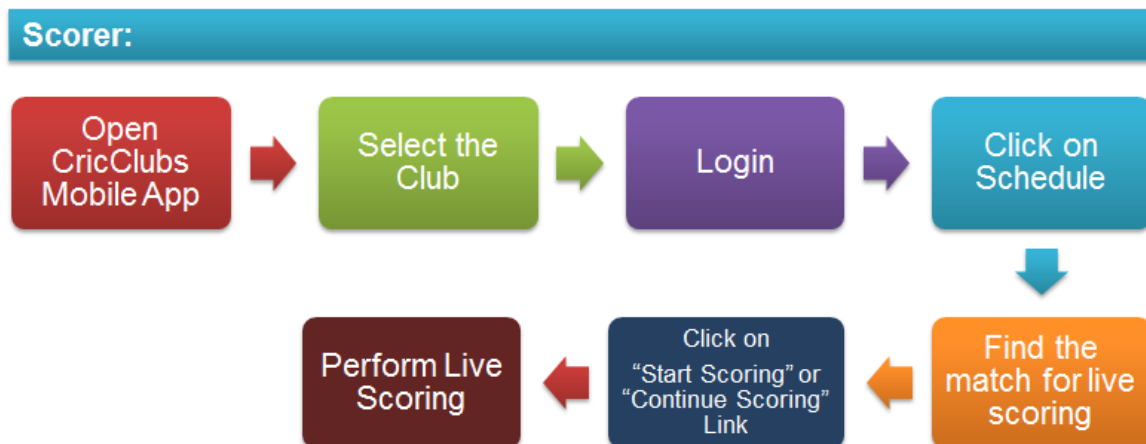 Scorer:
Open
CricClubs
Mobile App
Select the
Club
Login
Click on
Schedule
Find the
match for live
scoring
Click on
“Start Scoring” or
“Continue Scoring”
Link
Perform Live
Scoring